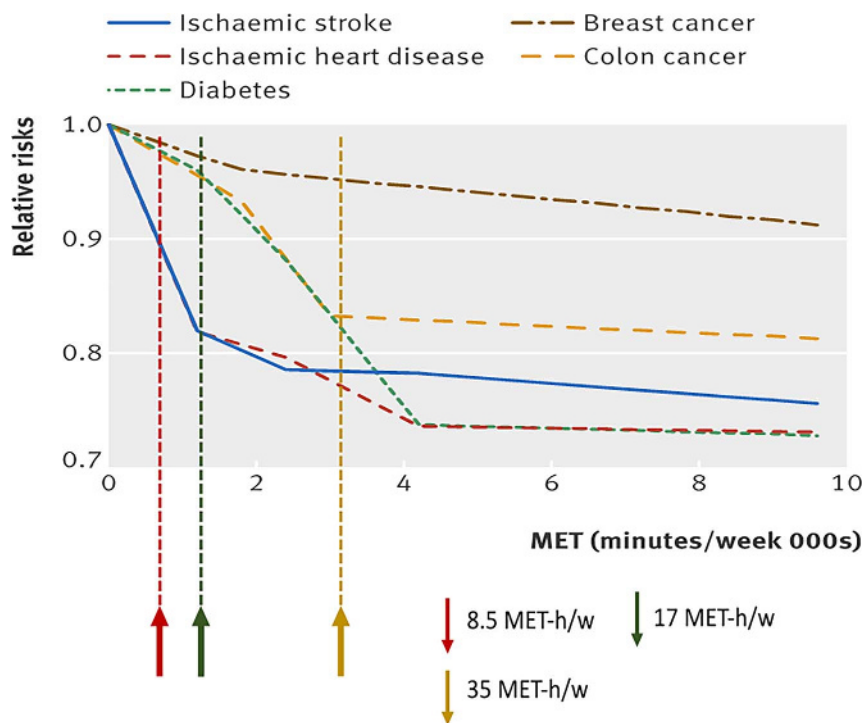 Ischaemic stroke
Breast cancer
Ischaemic heart disease
Colon cancer
Diabetes
Relative risks
1.0
0.9
0.8
0.7
0
2
4
6
8
10
MET (minutes/week 000s)
8.5 MET-h/w
17 MET-h/w
35 MET-h/w